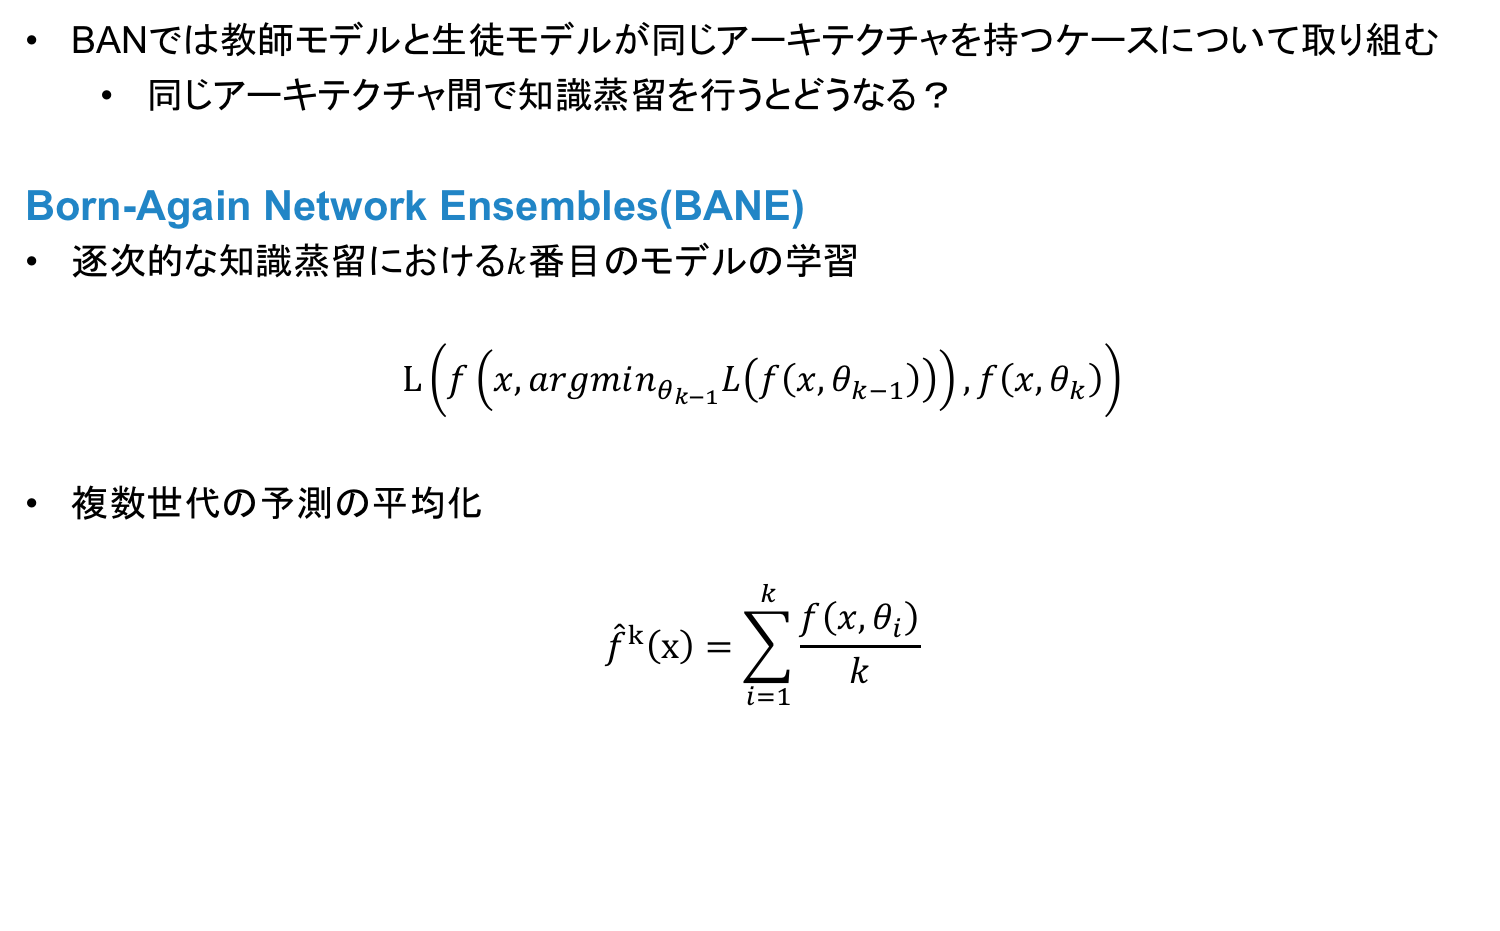 • BANでは教師モデルと生徒モデルが同じアーキテクチャを持つケースについて取り組む
• 同じアーキテクチャ間で知識蒸留を行うとどうなる？
Born-Again Network Ensembles(BANE)
• 逐次的な知識蒸留における𝑘番目のモデルの学習
L(f(x, argmin_{θ_{k−1}} L(f(x, θ_{k−1}))), f(x, θ_k))
• 複数世代の予測の平均化
f̂^k(x) = ∑_{i=1}^{k} f(x, θ_i)/k